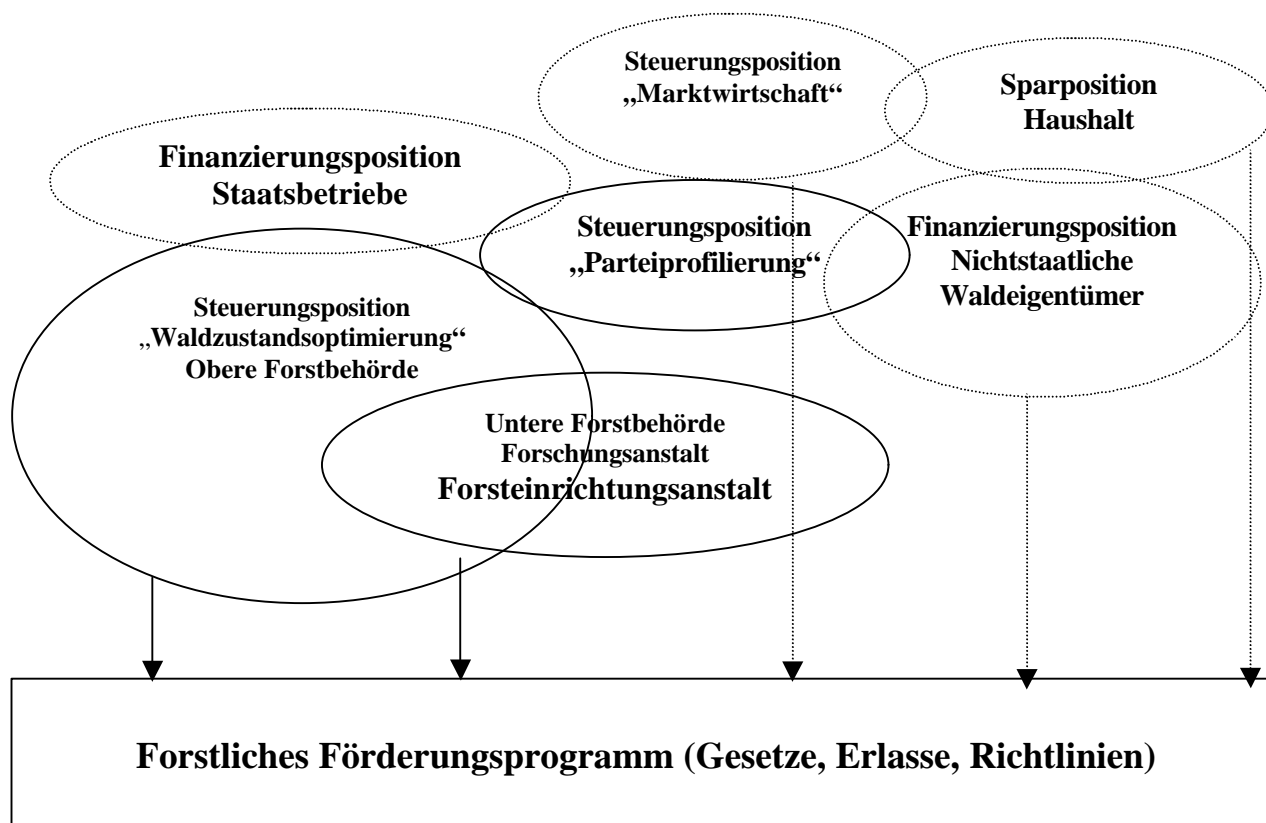 Steuerungsposition
„Marktwirtschaft“
Sparposition
Haushalt
Finanzierungsposition
Staatsbetriebe
Steuerungsposition
„Parteiprofilierung“
Finanzierungsposition
Nichtstaatliche
Waldeigentümer
Steuerungsposition
„Waldzustandsoptimierung“
Obere Forstbehörde
Untere Forstbehörde
Forschungsanstalt
Forsteinrichtungsanstalt
Forstliches Förderungsprogramm (Gesetze, Erlasse, Richtlinien)